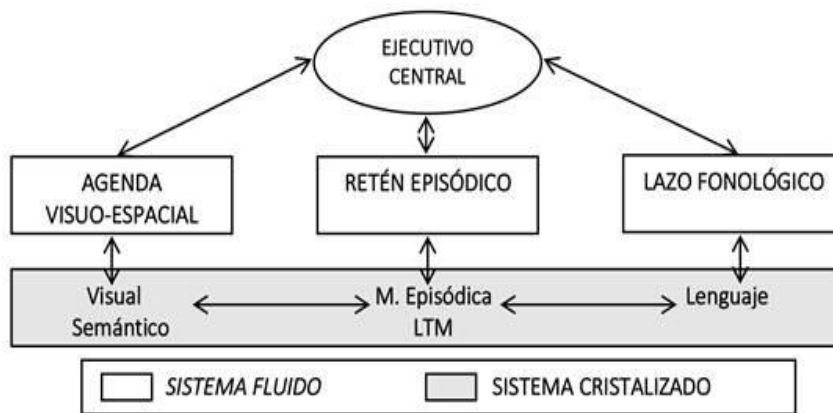 EJECUTIVO
CENTRAL
AGENDA
VISUO-ESPACIAL
RETÉN EPISÓDICO
LAZO FONOLÓGICO
Visual
Semántico
M. Episódica
LTM
Lenguaje
SISTEMA FLUIDO
SISTEMA CRISTALIZADO